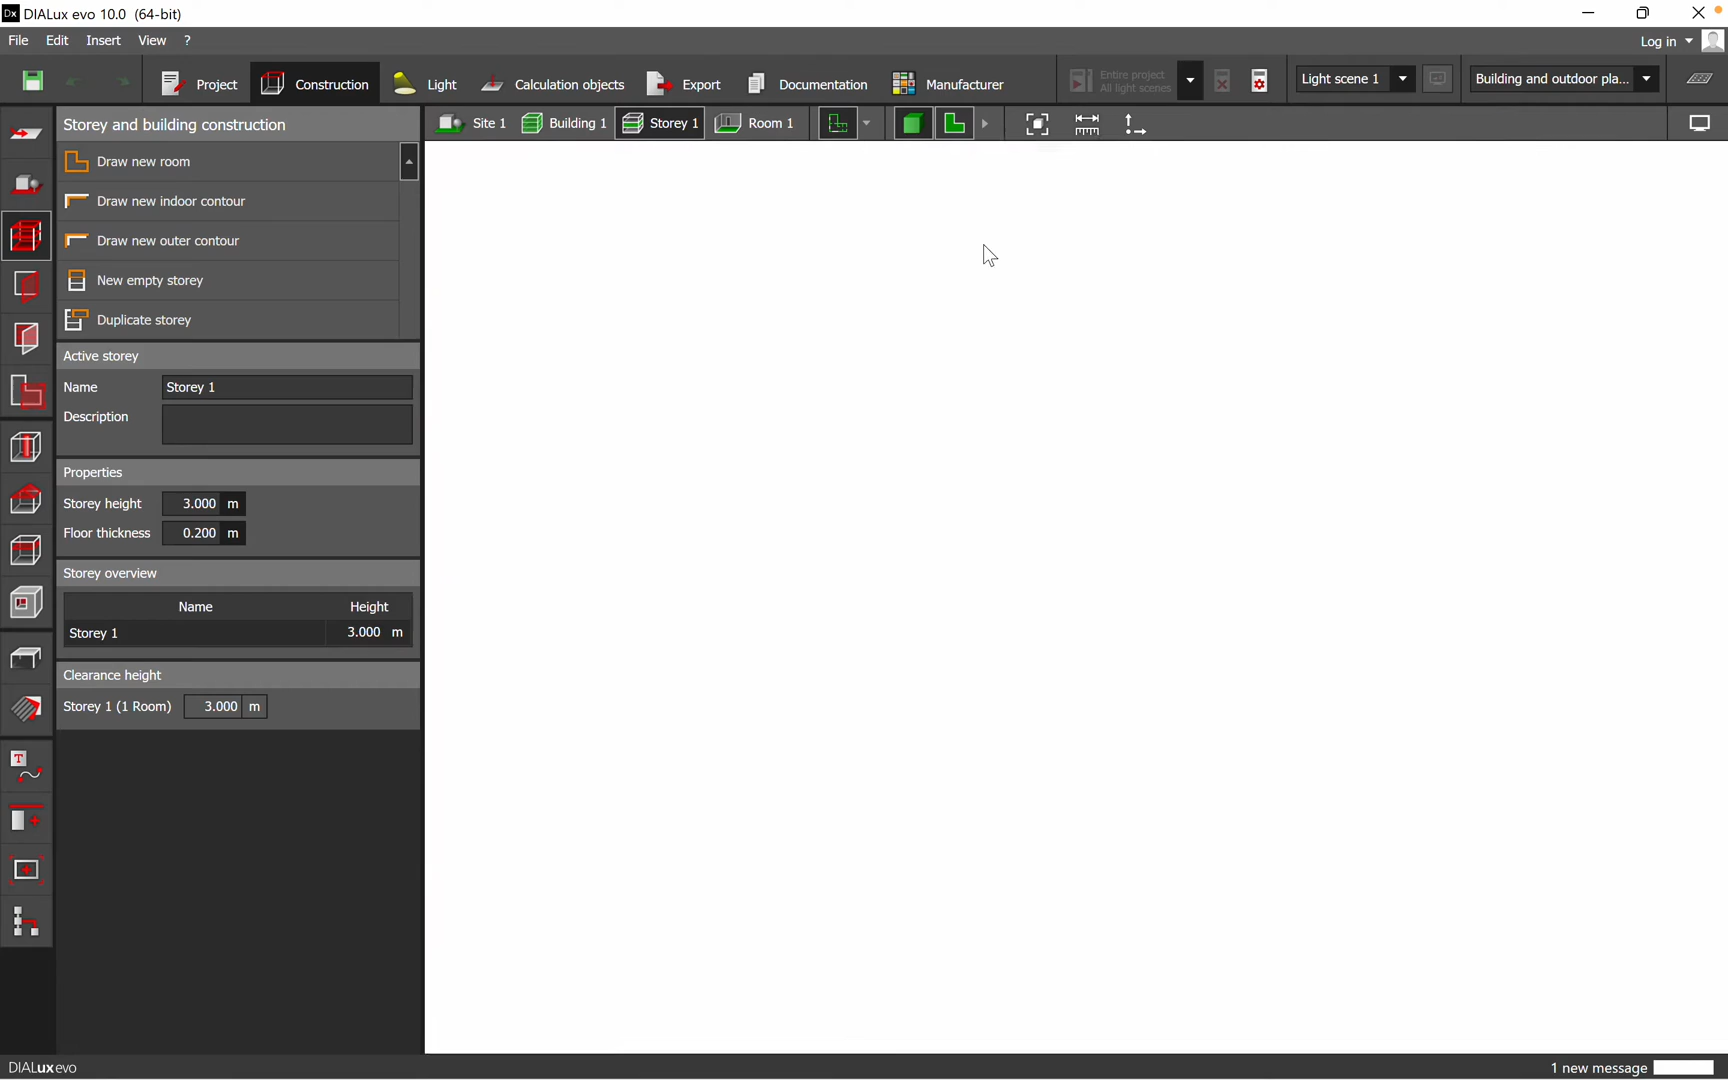 Dx DIALux evo 10.0 (64-bit)
File Edit Insert View ?
Log in
Project Construction Light Calculation objects Export Documentation Manufacturer
Entire project
All light scenes
Light scene 1
Building and outdoor pla...
Storey and building construction
Site 1 Building 1 Storey 1 Room 1
Draw new room
Draw new indoor contour
Draw new outer contour
New empty storey
Duplicate storey
Active storey
Name Storey 1
Description
Properties
Storey height 3.000 m
Floor thickness 0.200 m
Storey overview
Name Height
Storey 1 3.000 m
Clearance height
Storey 1 (1 Room) 3.000 m
T
DIALux evo
1 new message